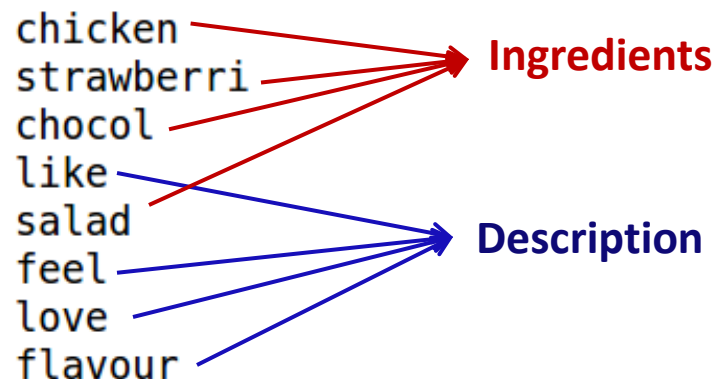 chicken
strawberri
chocol
like
salad
feel
love
flavour
Ingredients
Description